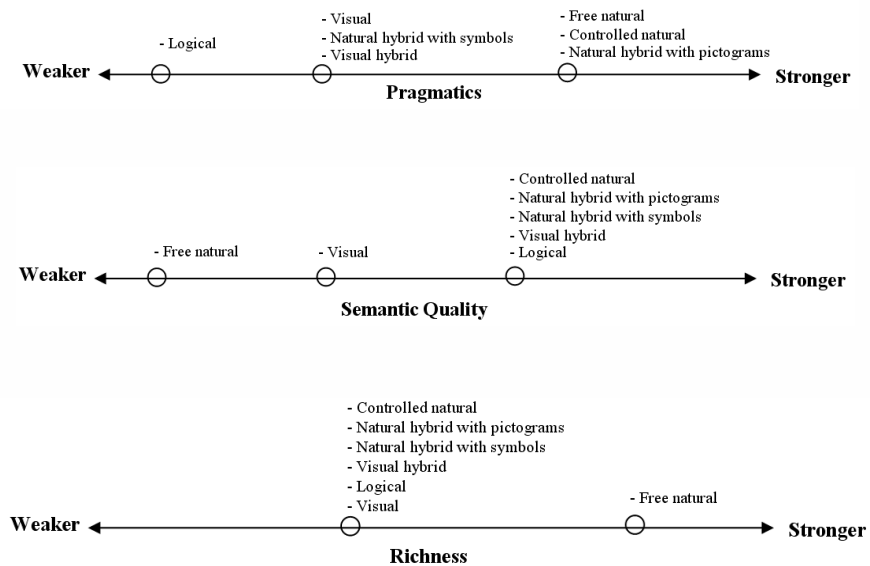 - Logical
- Visual
- Natural hybrid with symbols
- Visual hybrid
- Free natural
- Controlled natural
- Natural hybrid with pictograms
Weaker
Stronger
Pragmatics
- Free natural
- Visual
- Controlled natural
- Natural hybrid with pictograms
- Natural hybrid with symbols
- Visual hybrid
- Logical
Weaker
Stronger
Semantic Quality
- Controlled natural
- Natural hybrid with pictograms
- Natural hybrid with symbols
- Visual hybrid
- Logical
- Visual
- Free natural
Weaker
Stronger
Richness